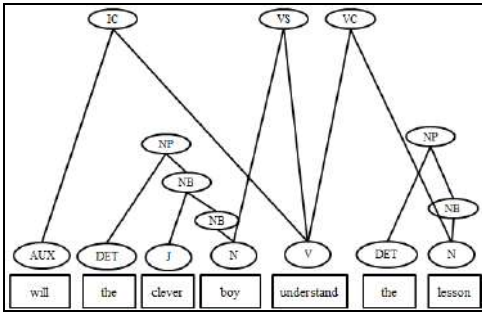 IC VS VC
NP NP
NB
NB NB
AUX DET J N V DET N
will the clever boy understand the lesson